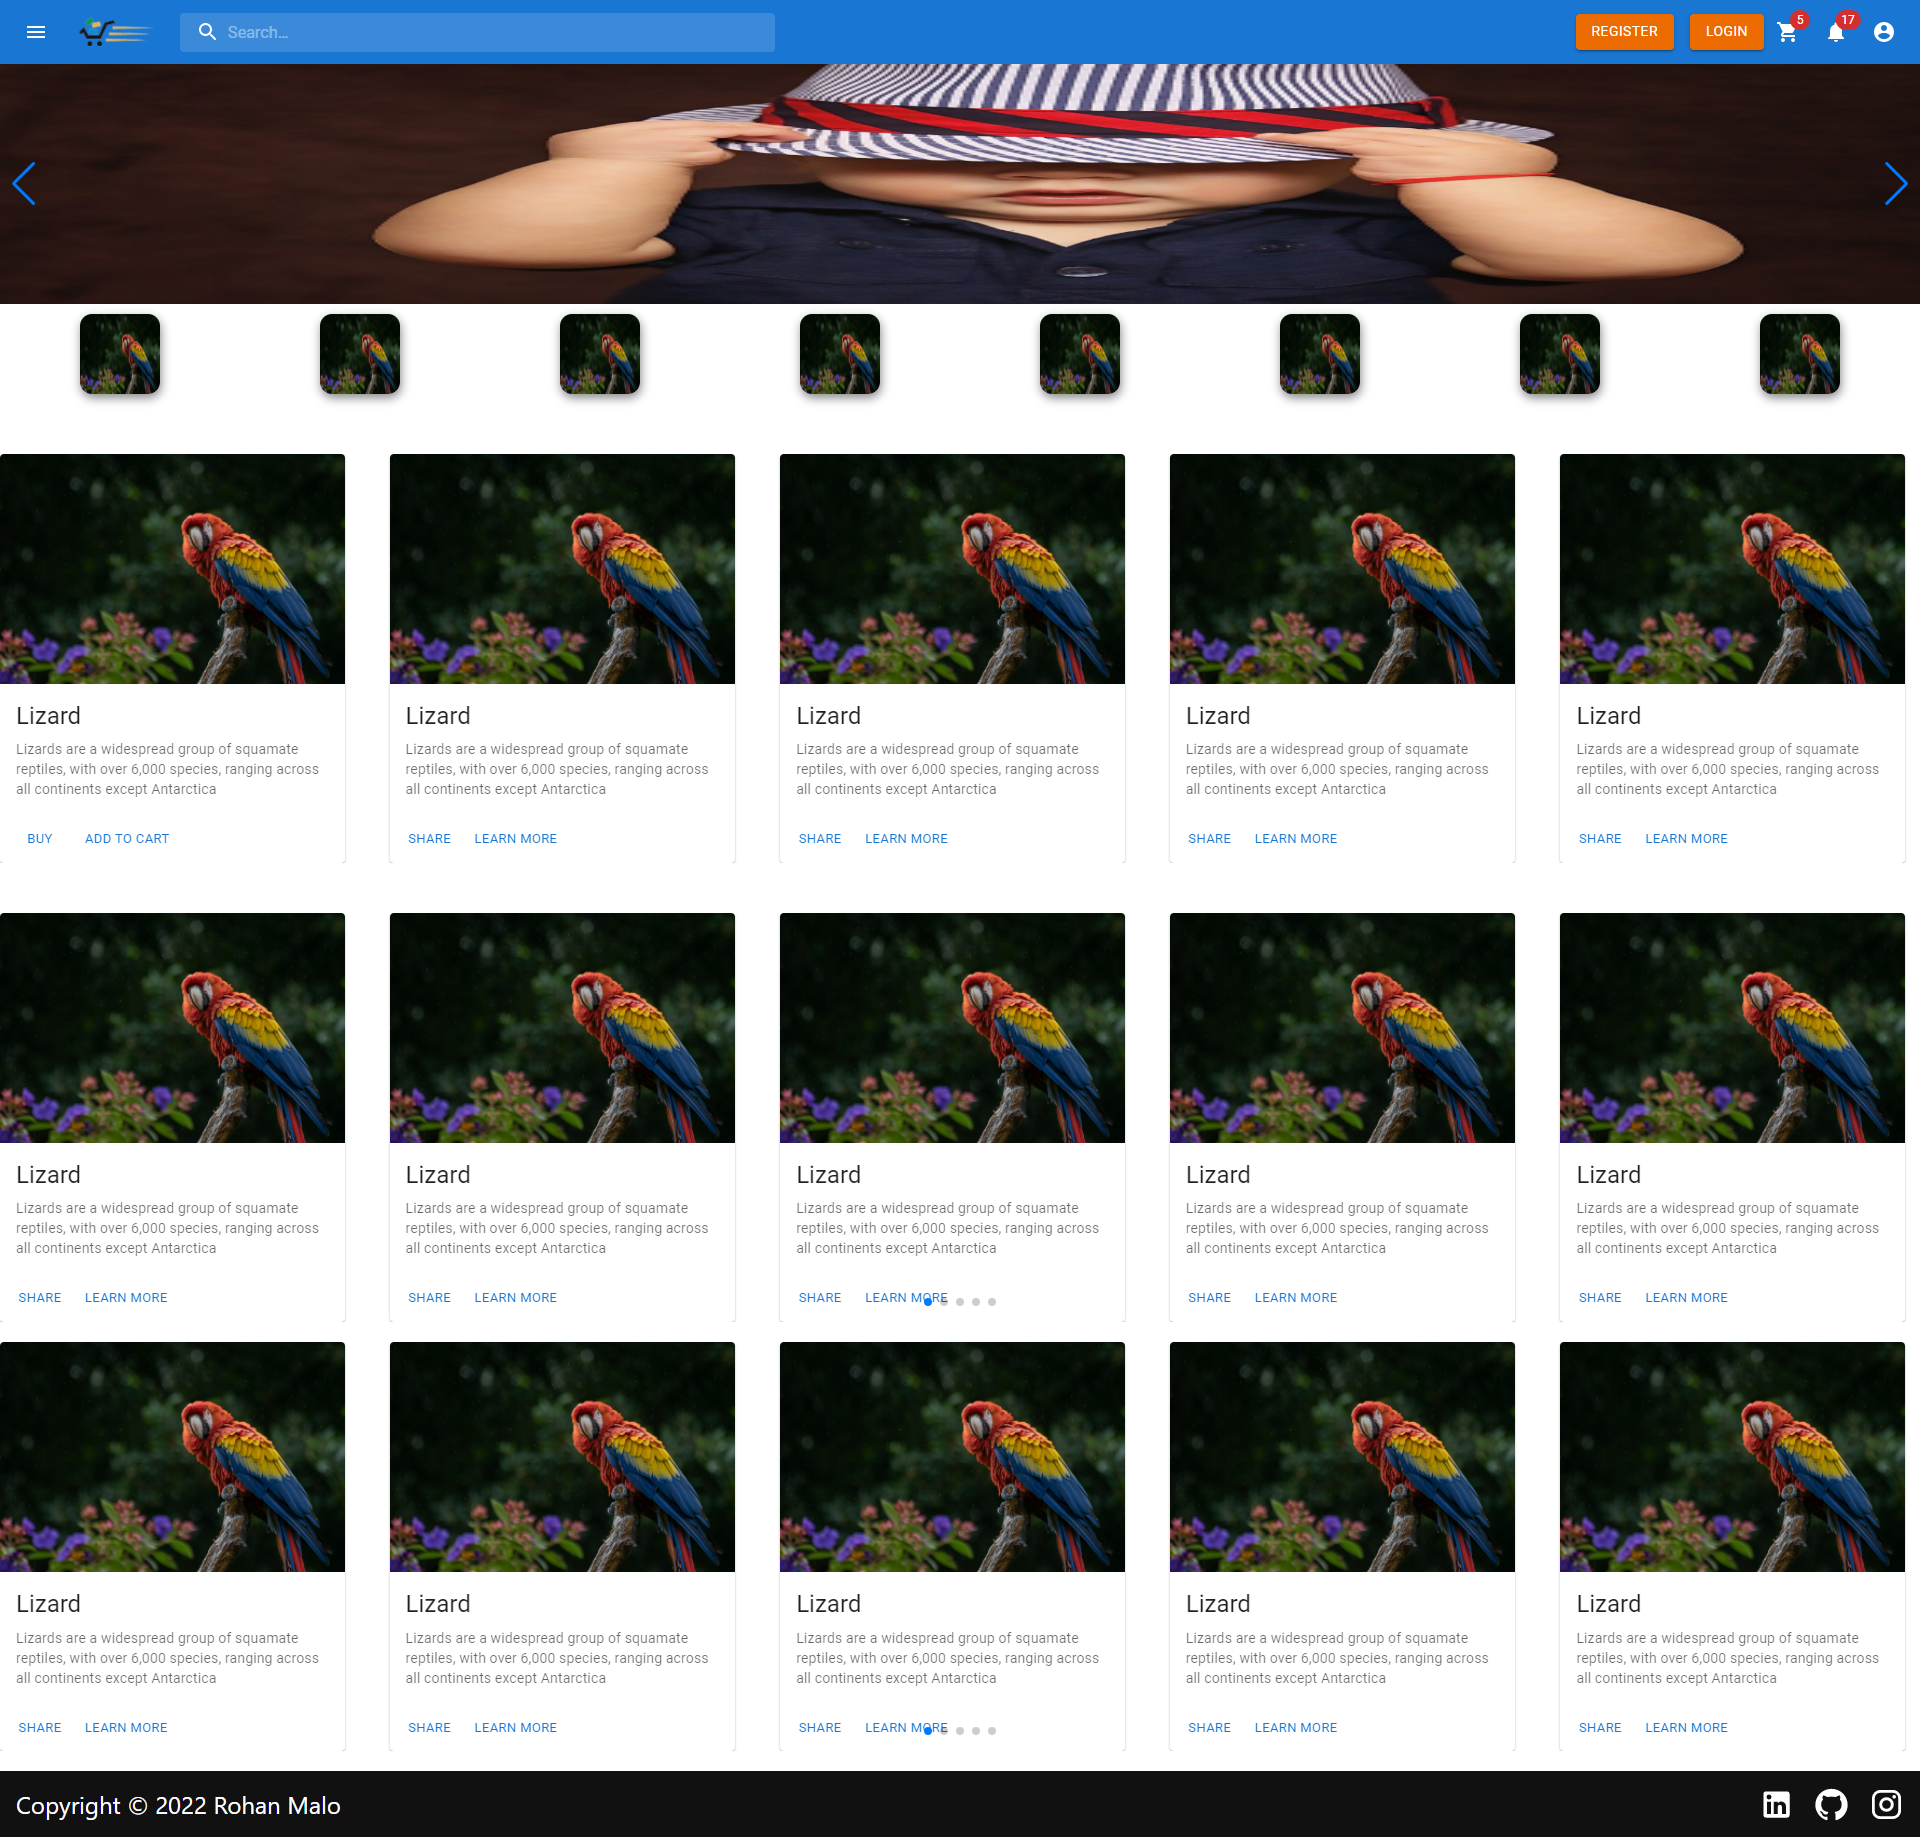 Search...
REGISTER
LOGIN
5
17
Lizard
Lizards are a widespread group of squamate
reptiles, with over 6,000 species, ranging across
all continents except Antarctica
BUY
ADD TO CART
Lizard
Lizards are a widespread group of squamate
reptiles, with over 6,000 species, ranging across
all continents except Antarctica
SHARE
LEARN MORE
Lizard
Lizards are a widespread group of squamate
reptiles, with over 6,000 species, ranging across
all continents except Antarctica
SHARE
LEARN MORE
Lizard
Lizards are a widespread group of squamate
reptiles, with over 6,000 species, ranging across
all continents except Antarctica
SHARE
LEARN MORE
Lizard
Lizards are a widespread group of squamate
reptiles, with over 6,000 species, ranging across
all continents except Antarctica
SHARE
LEARN MORE
Lizard
Lizards are a widespread group of squamate
reptiles, with over 6,000 species, ranging across
all continents except Antarctica
SHARE
LEARN MORE
Lizard
Lizards are a widespread group of squamate
reptiles, with over 6,000 species, ranging across
all continents except Antarctica
SHARE
LEARN MORE
Lizard
Lizards are a widespread group of squamate
reptiles, with over 6,000 species, ranging across
all continents except Antarctica
SHARE
LEARN MORE
Lizard
Lizards are a widespread group of squamate
reptiles, with over 6,000 species, ranging across
all continents except Antarctica
SHARE
LEARN MORE
Lizard
Lizards are a widespread group of squamate
reptiles, with over 6,000 species, ranging across
all continents except Antarctica
SHARE
LEARN MORE
Lizard
Lizards are a widespread group of squamate
reptiles, with over 6,000 species, ranging across
all continents except Antarctica
SHARE
LEARN MORE
Lizard
Lizards are a widespread group of squamate
reptiles, with over 6,000 species, ranging across
all continents except Antarctica
SHARE
LEARN MORE
Lizard
Lizards are a widespread group of squamate
reptiles, with over 6,000 species, ranging across
all continents except Antarctica
SHARE
LEARN MORE
Lizard
Lizards are a widespread group of squamate
reptiles, with over 6,000 species, ranging across
all continents except Antarctica
SHARE
LEARN MORE
Lizard
Lizards are a widespread group of squamate
reptiles, with over 6,000 species, ranging across
all continents except Antarctica
SHARE
LEARN MORE
Copyright © 2022 Rohan Malo